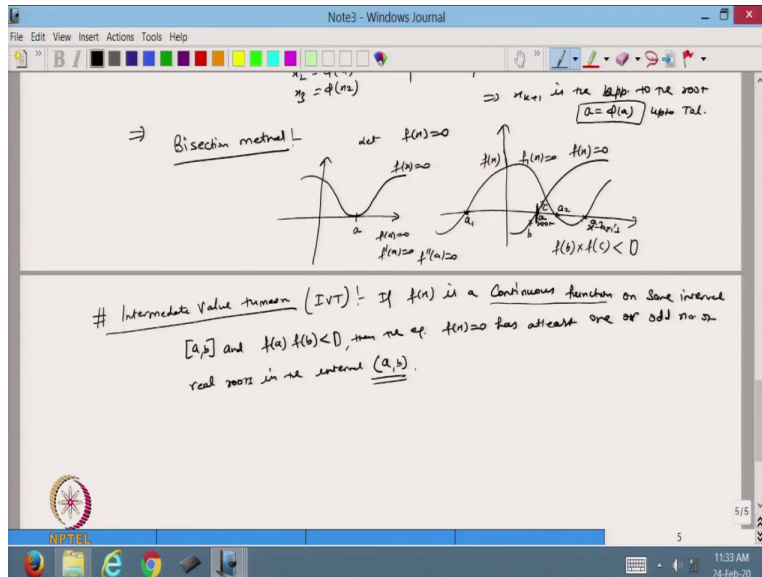 Note3 - Windows Journal
File Edit View Insert Actions Tools Help
x3 = φ(x2)
⇒ xk+1 is the app. to the root
a = φ(a) upto Tol.
⇒ Bisection method! Let f(x)=0
f(x)=0
a
f(a)=0
f'(a)=0 f''(a)=0
f(x) f1(x)=0 f(x)=0
a1 b a root c a2
f(b) x f(c) < 0
# Intermediate Value tumeon (IVT)! - If f(x) is a Continuous function on Some interval
[a,b] and f(a) f(b) < 0, then the eq. f(x)=0 has atleast one or odd no of
real roots in the interval (a,b).
NPTEL
5/5
5
11:33 AM
24-Feb-20